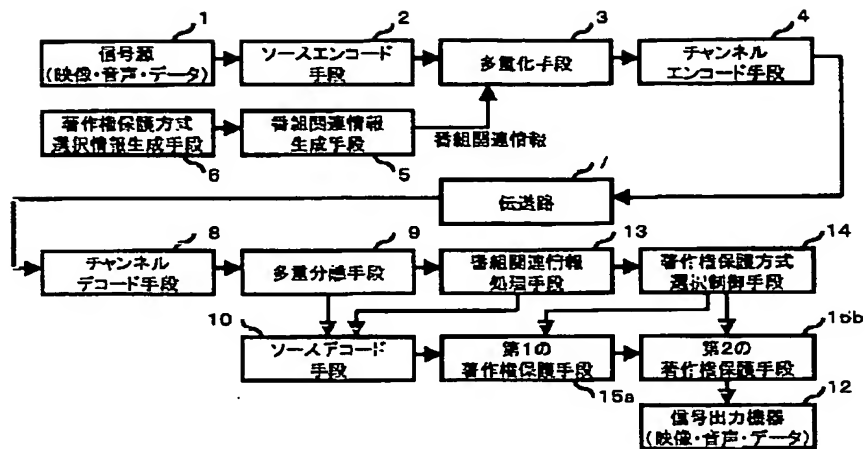 1
信号源
(映像・音声・データ)
2
ソースエンコード
手段
3
多重化手段
4
チャンネル
エンコード手段
著作権保護方式
選択情報生成手段
6
番組関連情報
生成手段
5
番組関連情報
7
伝送路
8
チャンネル
デコード手段
9
多重分離手段
13
番組関連情報
処理手段
14
著作権保護方式
選択制御手段
10
ソースデコード
手段
第1の
著作権保護手段
15a
15b
第2の
著作権保護手段
12
信号出力機器
(映像・音声・データ)